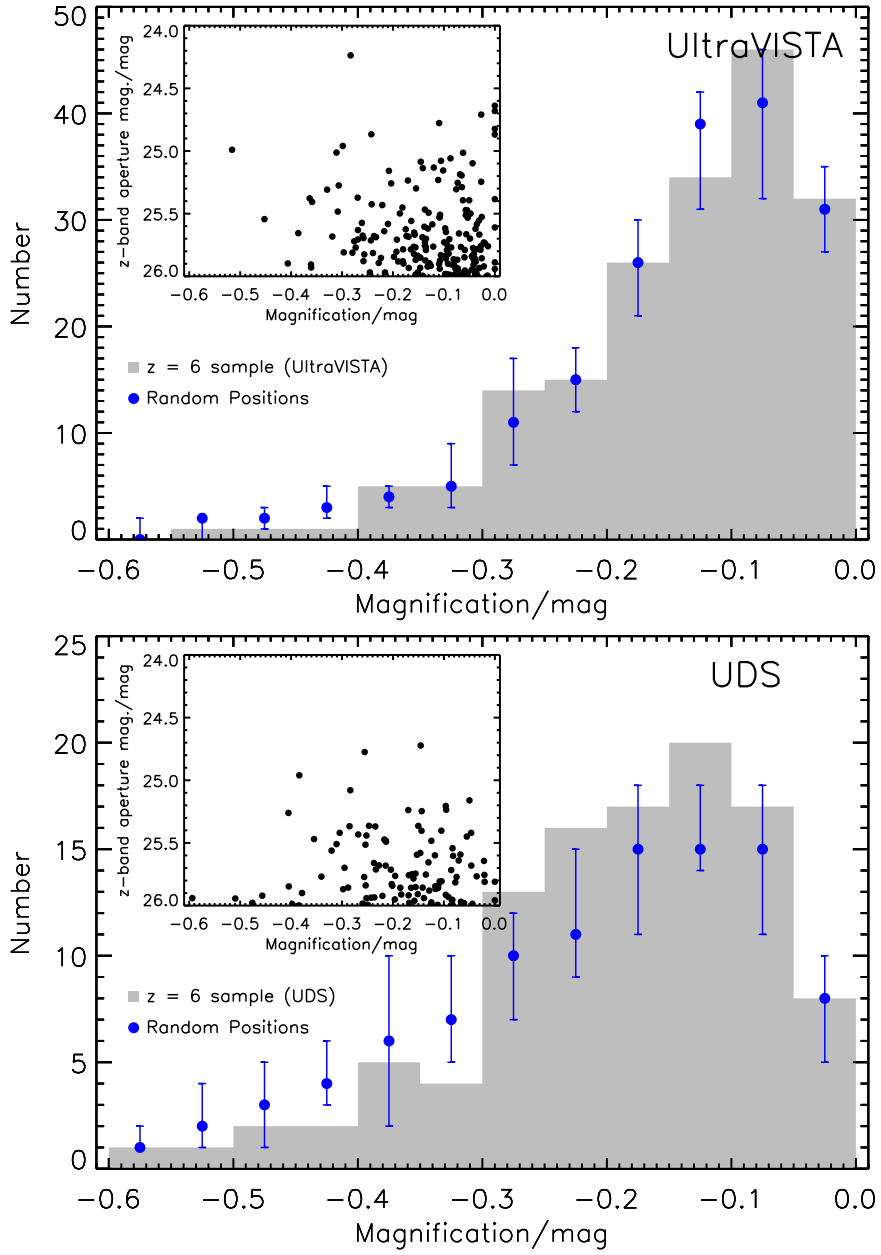 UltraVISTA
50
40
30
20
10
0
Number
−0.6 −0.5 −0.4 −0.3 −0.2 −0.1 0.0
Magnification/mag
24.0
24.5
25.0
25.5
26.0
z−band aperture mag./mag
−0.6 −0.5 −0.4 −0.3 −0.2 −0.1 0.0
Magnification/mag
z = 6 sample (UltraVISTA)
Random Positions
UDS
25
20
15
10
5
0
Number
−0.6 −0.5 −0.4 −0.3 −0.2 −0.1 0.0
Magnification/mag
24.0
24.5
25.0
25.5
26.0
z−band aperture mag./mag
−0.6 −0.5 −0.4 −0.3 −0.2 −0.1 0.0
Magnification/mag
z = 6 sample (UDS)
Random Positions